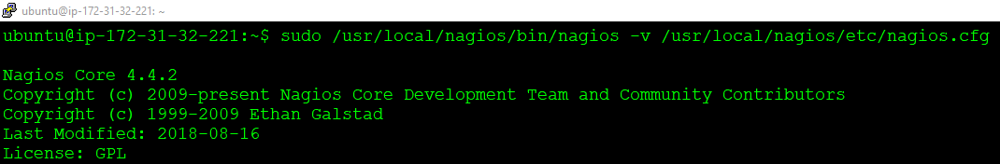 ubuntu@ip-172-31-32-221: ~
ubuntu@ip-172-31-32-221:~$ sudo /usr/local/nagios/bin/nagios -v /usr/local/nagios/etc/nagios.cfg
Nagios Core 4.4.2
Copyright (c) 2009-present Nagios Core Development Team and Community Contributors
Copyright (c) 1999-2009 Ethan Galstad
Last Modified: 2018-08-16
License: GPL